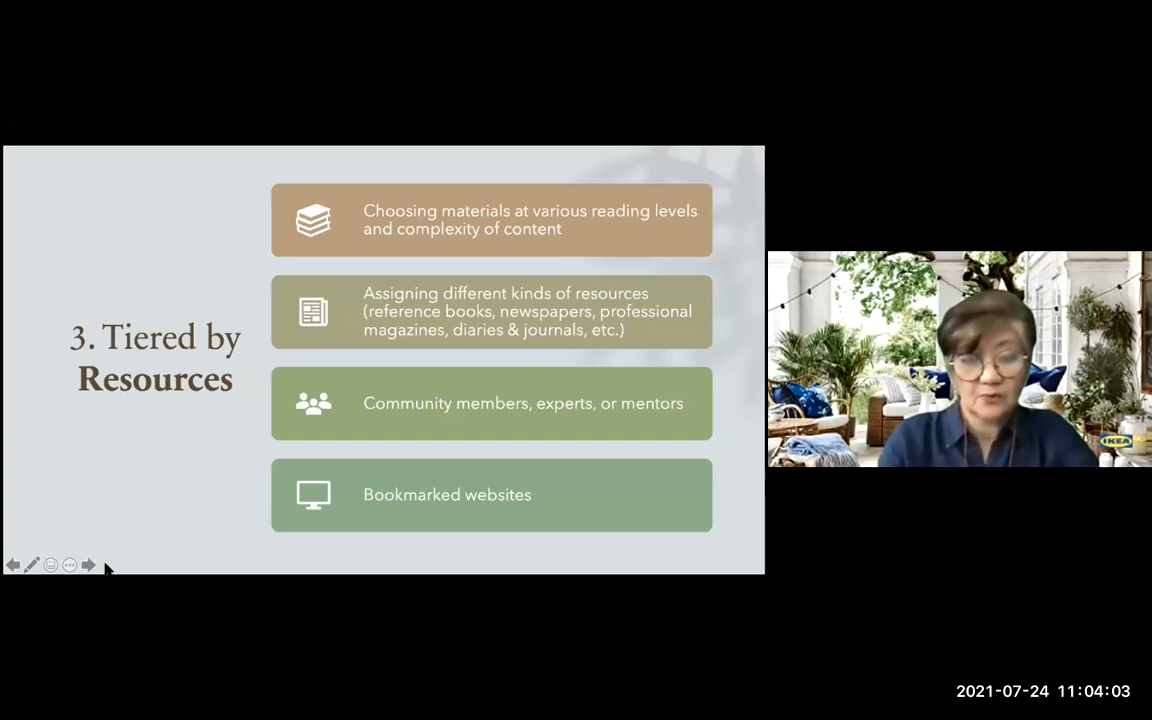 3. Tiered by
Resources
Choosing materials at various reading levels
and complexity of content
Assigning different kinds of resources
(reference books, newspapers, professional
magazines, diaries & journals, etc.)
Community members, experts, or mentors
Bookmarked websites
IKEA
2021-07-24 11:04:03